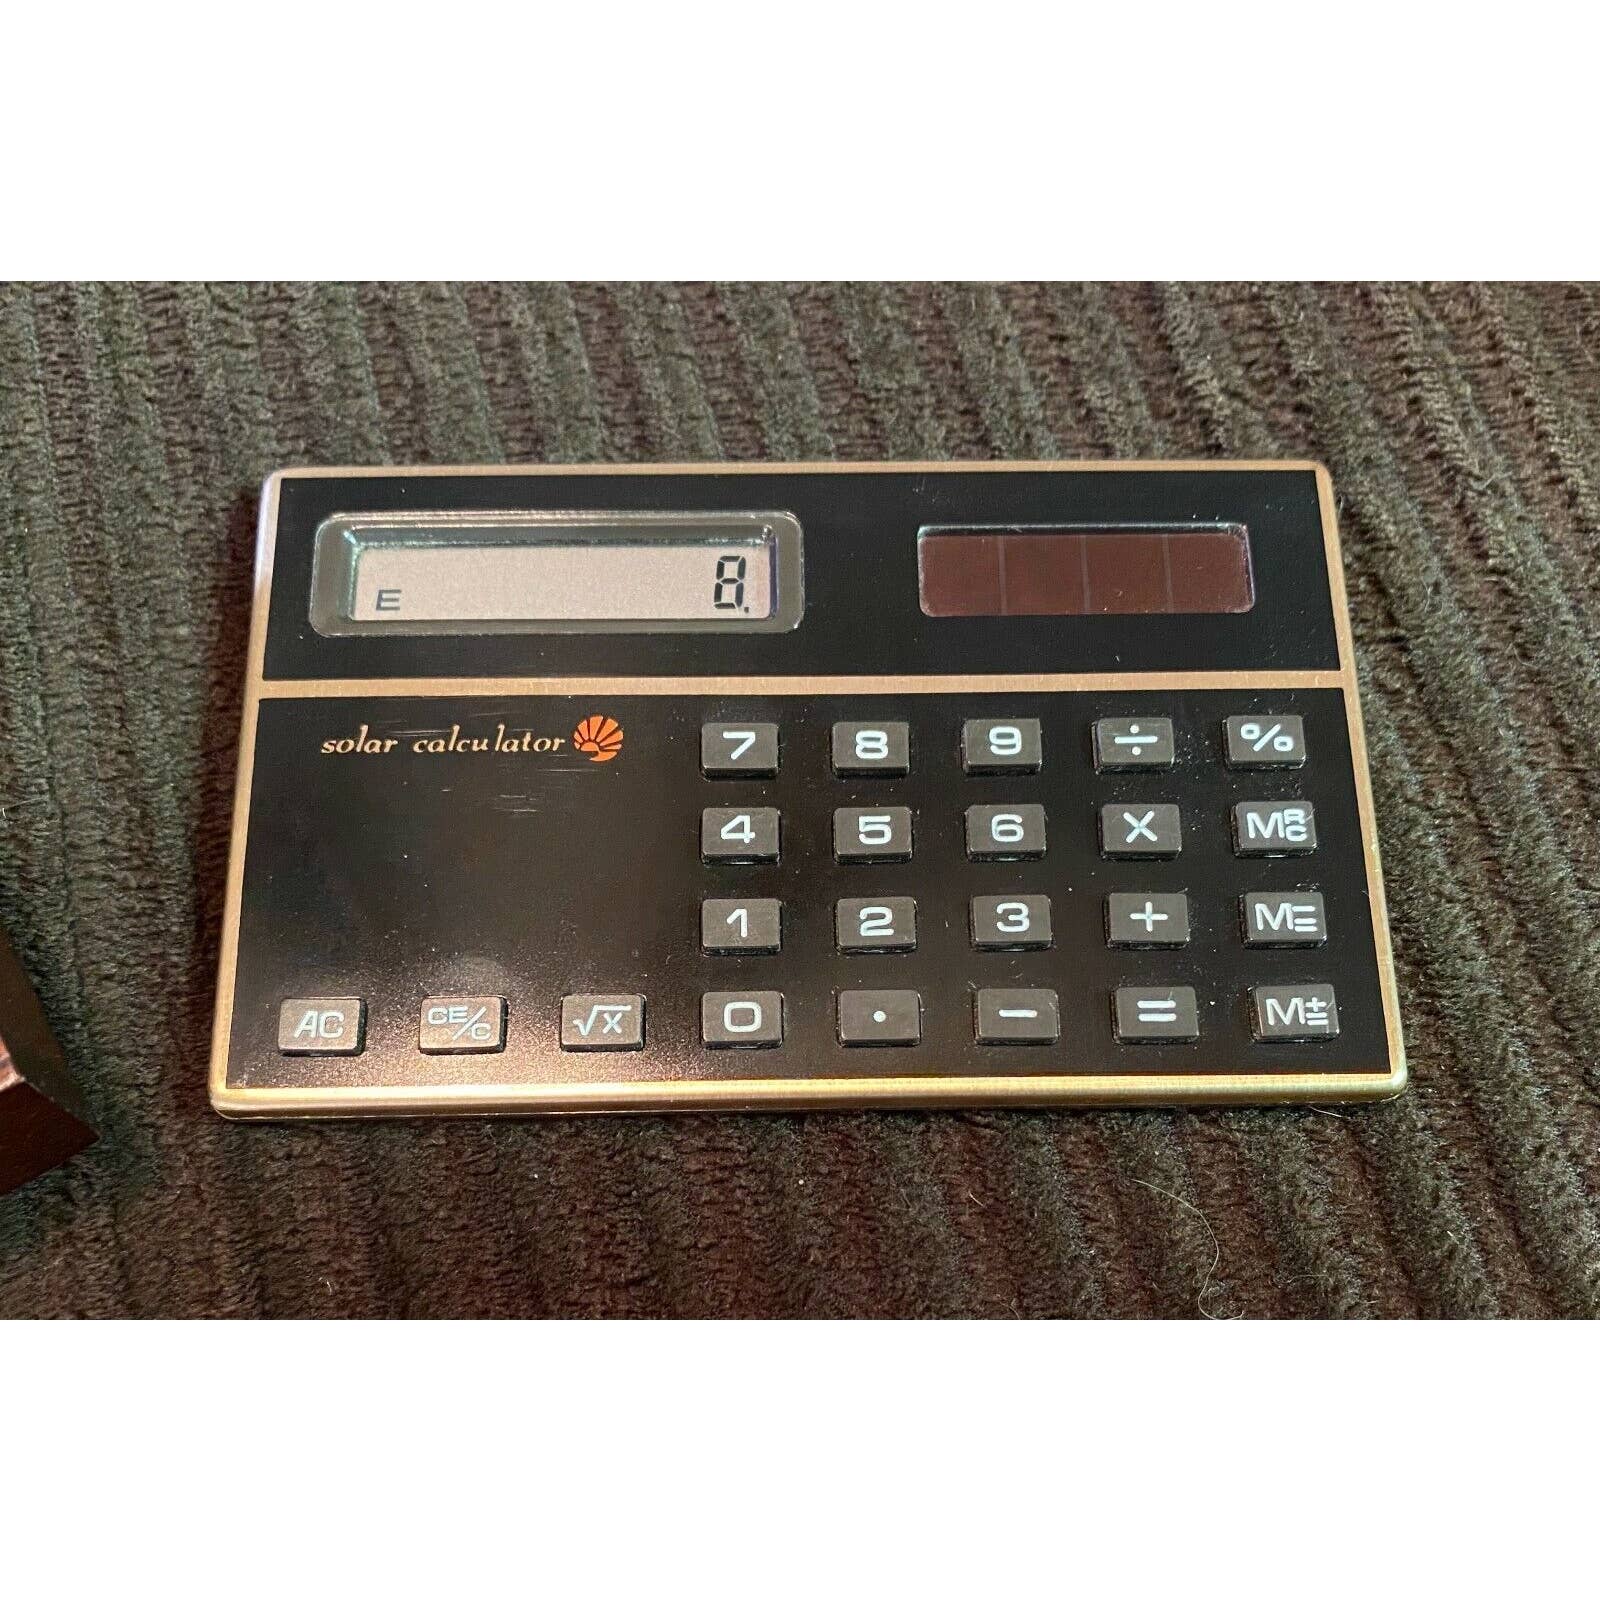 E 8.
solar calculator
7 8 9 ÷ %
4 5 6 × MRC
1 2 3 + M=
AC CE/C √x 0 . − = M±=